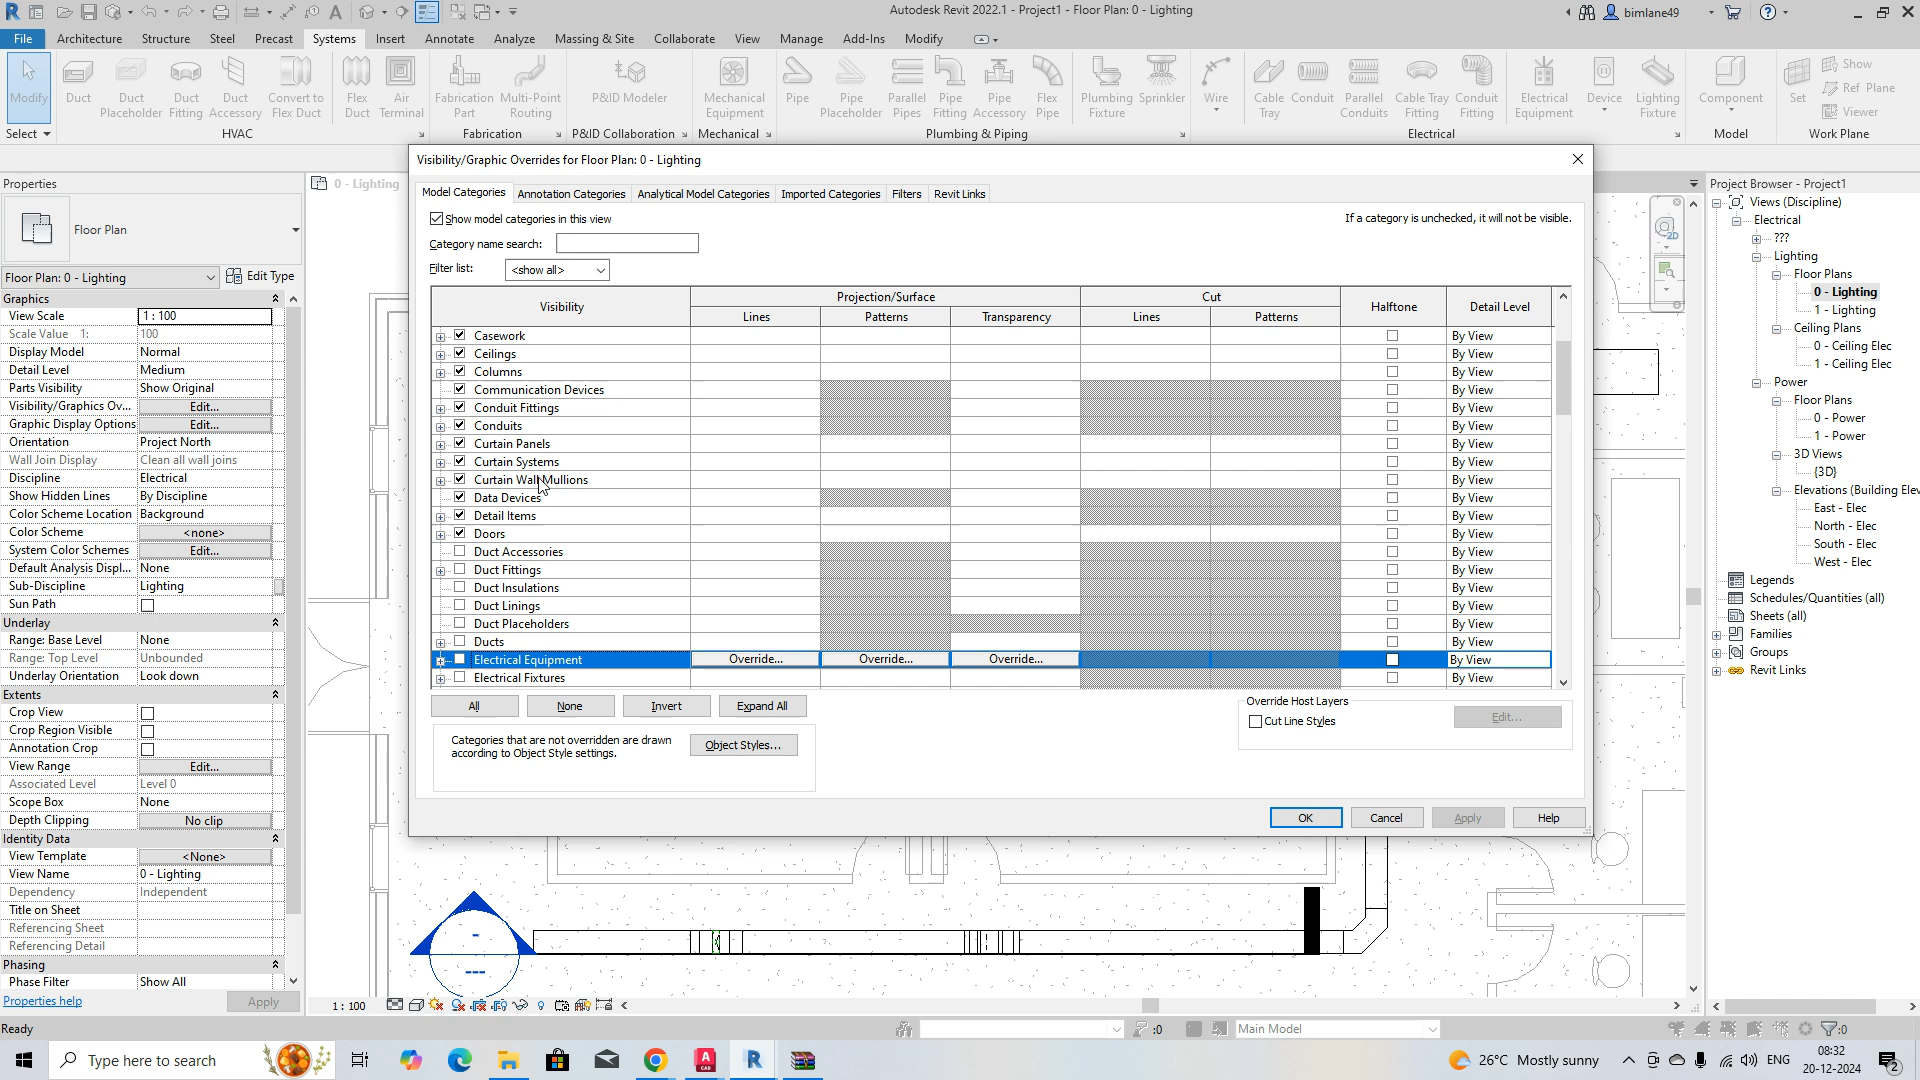 Autodesk Revit 2022.1 - Project1 - Floor Plan: 0 - Lighting
bimlane49
File Architecture Structure Steel Precast Systems Insert Annotate Analyze Massing & Site Collaborate View Manage Add-Ins Modify
Modify
Duct
Duct Placeholder
Duct Fitting
Duct Accessory
Convert to Flex Duct
Flex Duct
Air Terminal
Fabrication Part
Multi-Point Routing
P&ID Modeler
Mechanical Equipment
Pipe
Pipe Placeholder
Parallel Pipes
Pipe Fitting
Pipe Accessory
Flex Pipe
Plumbing Fixture
Sprinkler
Wire
Cable Tray
Conduit
Parallel Conduits
Cable Tray Fitting
Conduit Fitting
Electrical Equipment
Device
Lighting Fixture
Component
Set
Show
Ref Plane
Viewer
Select HVAC Fabrication P&ID Collaboration Mechanical Plumbing & Piping Electrical Model Work Plane
Properties
Floor Plan
Floor Plan: 0 - Lighting Edit Type
Graphics
View Scale 1 : 100
Scale Value 1: 100
Display Model Normal
Detail Level Medium
Parts Visibility Show Original
Visibility/Graphics Ov... Edit...
Graphic Display Options Edit...
Orientation Project North
Wall Join Display Clean all wall joins
Discipline Electrical
Show Hidden Lines By Discipline
Color Scheme Location Background
Color Scheme <none>
System Color Schemes Edit...
Default Analysis Displ... None
Sub-Discipline Lighting
Sun Path
Underlay
Range: Base Level None
Range: Top Level Unbounded
Underlay Orientation Look down
Extents
Crop View
Crop Region Visible
Annotation Crop
View Range Edit...
Associated Level Level 0
Scope Box None
Depth Clipping No clip
Identity Data
View Template <None>
View Name 0 - Lighting
Dependency Independent
Title on Sheet
Referencing Sheet
Referencing Detail
Phasing
Phase Filter Show All
Properties help Apply
0 - Lighting
Visibility/Graphic Overrides for Floor Plan: 0 - Lighting
Model Categories Annotation Categories Analytical Model Categories Imported Categories Filters Revit Links
Show model categories in this view If a category is unchecked, it will not be visible.
Category name search:
Filter list: <show all>
Visibility Projection/Surface Cut Halftone Detail Level
Lines Patterns Transparency Lines Patterns
Casework By View
Ceilings By View
Columns By View
Communication Devices By View
Conduit Fittings By View
Conduits By View
Curtain Panels By View
Curtain Systems By View
Curtain Wall Mullions By View
Data Devices By View
Detail Items By View
Doors By View
Duct Accessories By View
Duct Fittings By View
Duct Insulations By View
Duct Linings By View
Duct Placeholders By View
Ducts By View
Electrical Equipment Override... Override... Override... By View
Electrical Fixtures By View
All None Invert Expand All
Override Host Layers
Cut Line Styles Edit...
Categories that are not overridden are drawn
according to Object Style settings.
Object Styles...
OK Cancel Apply Help
2D
Project Browser - Project1
Views (Discipline)
Electrical
???
Lighting
Floor Plans
0 - Lighting
1 - Lighting
Ceiling Plans
0 - Ceiling Elec
1 - Ceiling Elec
Power
Floor Plans
0 - Power
1 - Power
3D Views
{3D}
Elevations (Building Elev
East - Elec
North - Elec
South - Elec
West - Elec
Legends
Schedules/Quantities (all)
Sheets (all)
Families
Groups
Revit Links
-
---
1 : 100
Ready :0 Main Model :0
Type here to search
26°C Mostly sunny ENG
08:32
20-12-2024
2